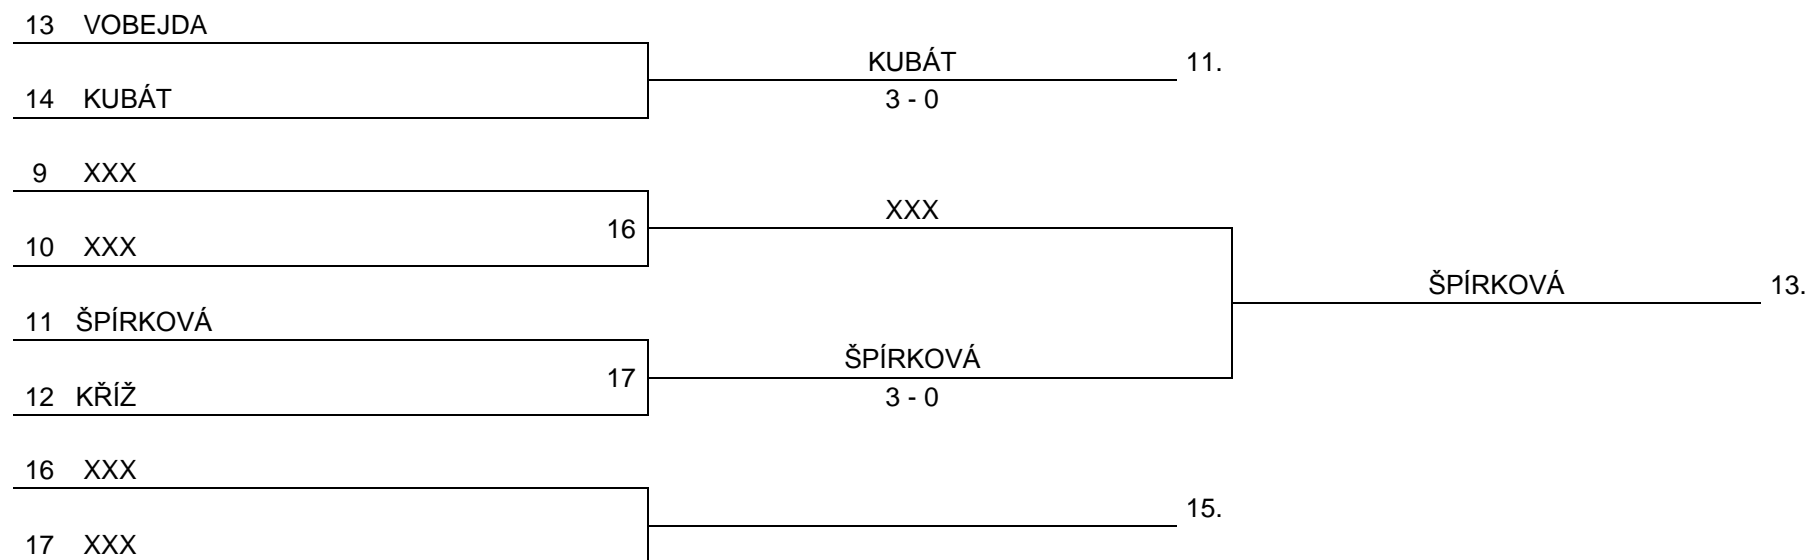 13 VOBEJDA
KUBÁT 11.
14 KUBÁT 3 - 0
9 XXX
XXX
16
10 XXX
ŠPÍRKOVÁ 13.
11 ŠPÍRKOVÁ
ŠPÍRKOVÁ
17
12 KŘÍŽ 3 - 0
16 XXX
15.
17 XXX